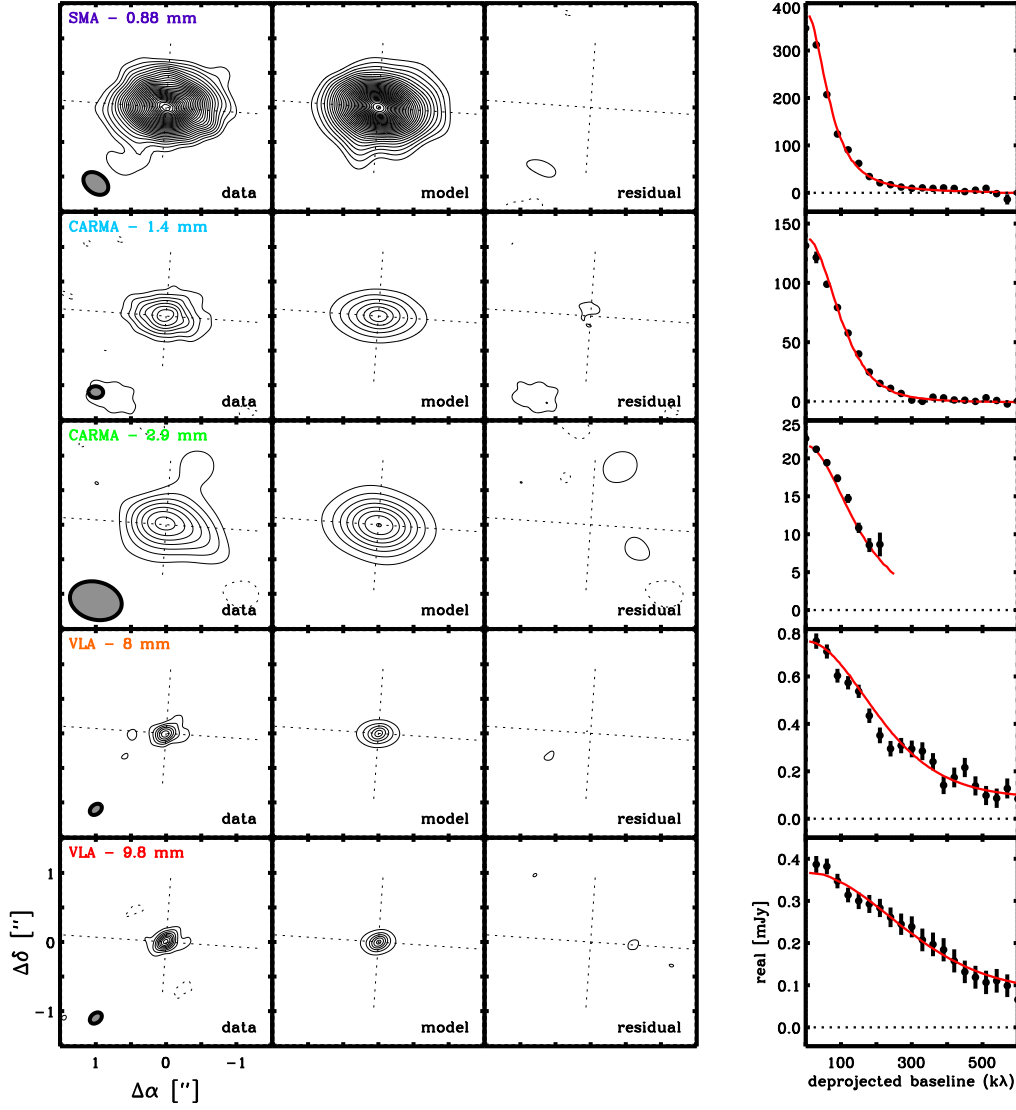 SMA - 0.88 mm
data
model
residual
400
300
200
100
0
CARMA - 1.4 mm
data
model
residual
150
100
50
0
CARMA - 2.9 mm
data
model
residual
25
20
15
10
5
0
VLA - 8 mm
data
model
residual
0.8
0.6
0.4
0.2
0.0
VLA - 9.8 mm
data
model
residual
1
0
-1
Δδ ["]
1 0 -1
Δα ["]
0.4
0.3
0.2
0.1
0.0
real [mJy]
100 300 500
deprojected baseline (kλ)